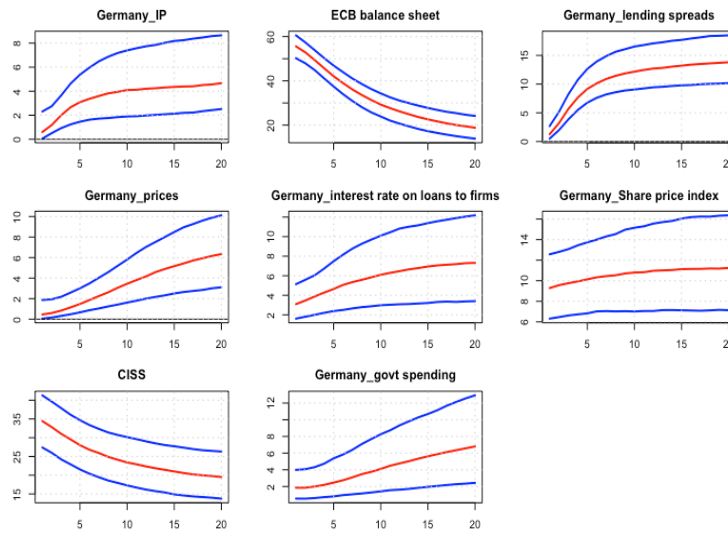 Germany_IP
8
6
4
2
0
5 10 15 20
ECB balance sheet
60
40
20
5 10 15 20
Germany_lending spreads
15
10
5
0
5 10 15 20
Germany_prices
10
8
6
4
2
0
5 10 15 20
Germany_interest rate on loans to firms
10
8
6
4
2
5 10 15 20
Germany_Share price index
14
10
8
6
5 10 15 20
CISS
35
25
15
5 10 15 20
Germany_govt spending
12
8
6
4
2
5 10 15 20